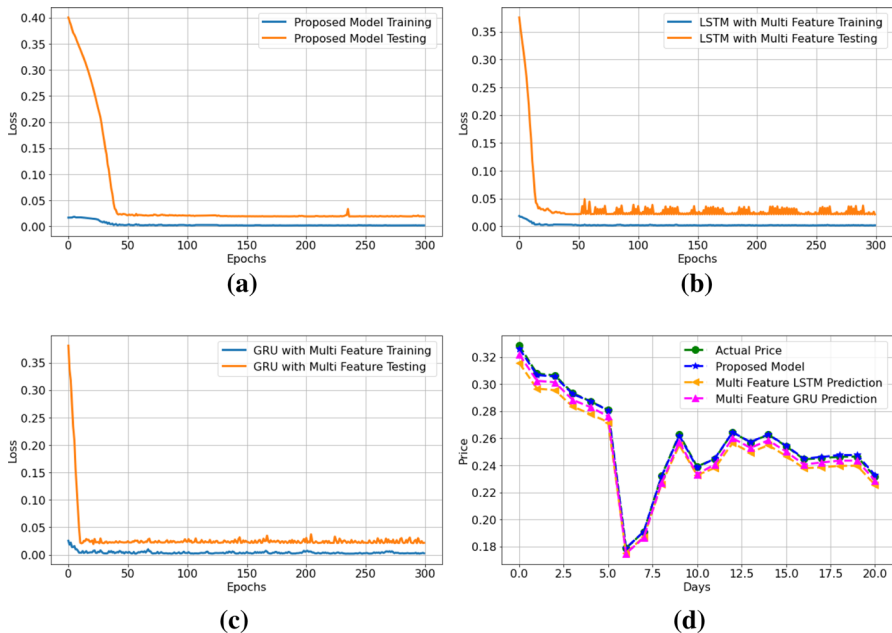 0.40
0.35
0.30
0.25
0.20
0.15
0.10
0.05
0.00
Loss
Proposed Model Training
Proposed Model Testing
0 50 100 150 200 250 300
Epochs
(a)
0.35
0.30
0.25
0.20
0.15
0.10
0.05
0.00
Loss
LSTM with Multi Feature Training
LSTM with Multi Feature Testing
0 50 100 150 200 250 300
Epochs
(b)
0.35
0.30
0.25
0.20
0.15
0.10
0.05
0.00
Loss
GRU with Multi Feature Training
GRU with Multi Feature Testing
0 50 100 150 200 250 300
Epochs
(c)
0.32
0.30
0.28
0.26
0.24
0.22
0.20
0.18
Price
Actual Price
Proposed Model
Multi Feature LSTM Prediction
Multi Feature GRU Prediction
0.0 2.5 5.0 7.5 10.0 12.5 15.0 17.5 20.0
Days
(d)